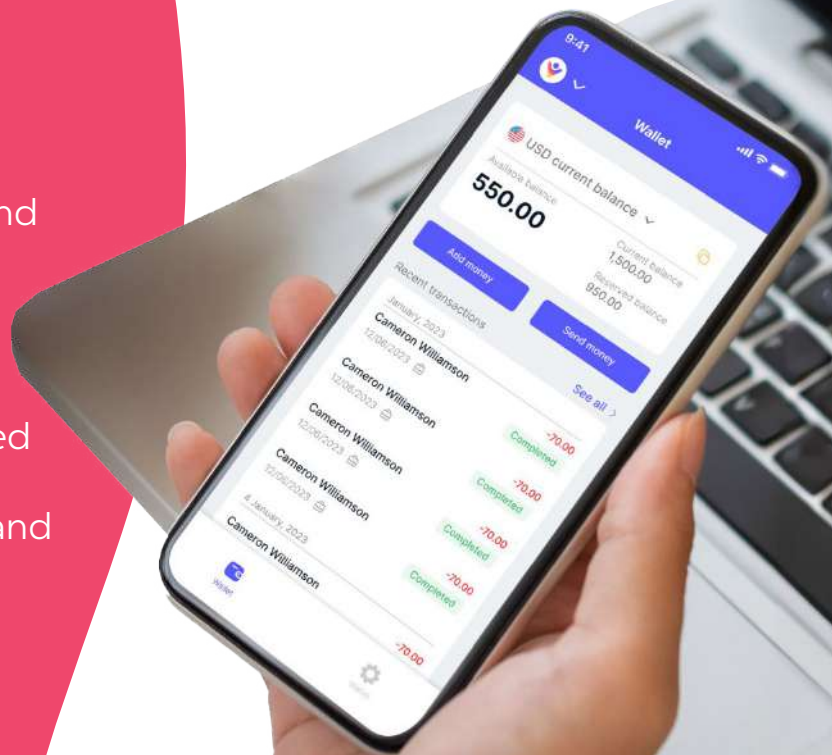 nd
ed
and
9:41
Wallet
USD current balance
Available balance
550.00
Current balance
1,500.00
Reserved balance
950.00
Add money
Send money
Recent transactions
See all
January, 2023
Cameron Williamson
-70.00
12/06/2023
Completed
Cameron Williamson
-70.00
12/06/2023
Completed
Cameron Williamson
-70.00
12/06/2023
Completed
Cameron Williamson
-70.00
12/06/2023
Completed
4 January, 2023
Cameron Williamson
-70.00
Wallet